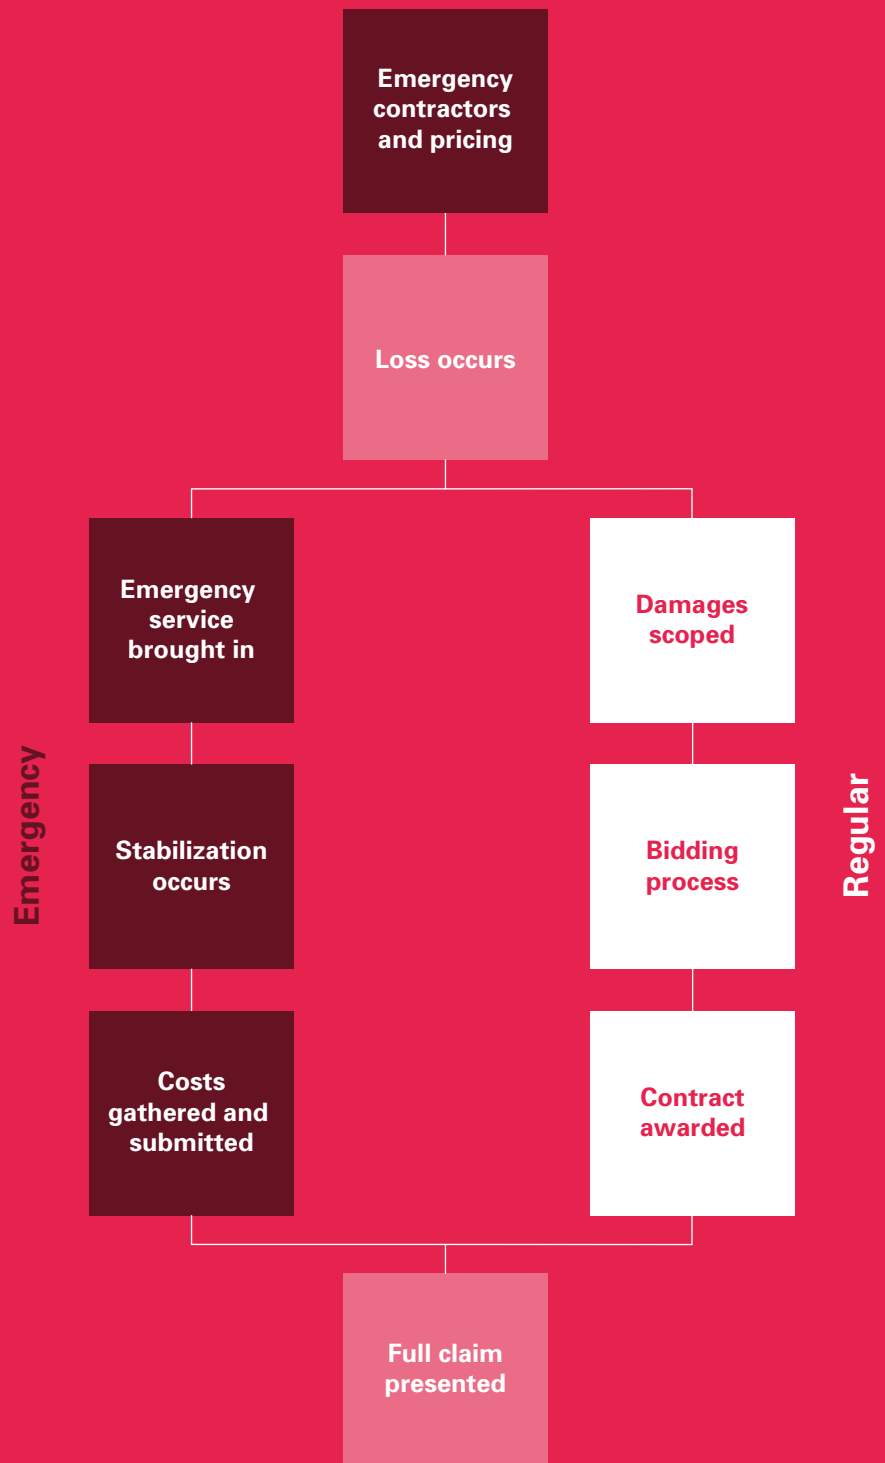 Emergency
contractors
and pricing
Loss occurs
Emergency
service
brought in
Damages
scoped
Emergency
Regular
Stabilization
occurs
Bidding
process
Costs
gathered and
submitted
Contract
awarded
Full claim
presented